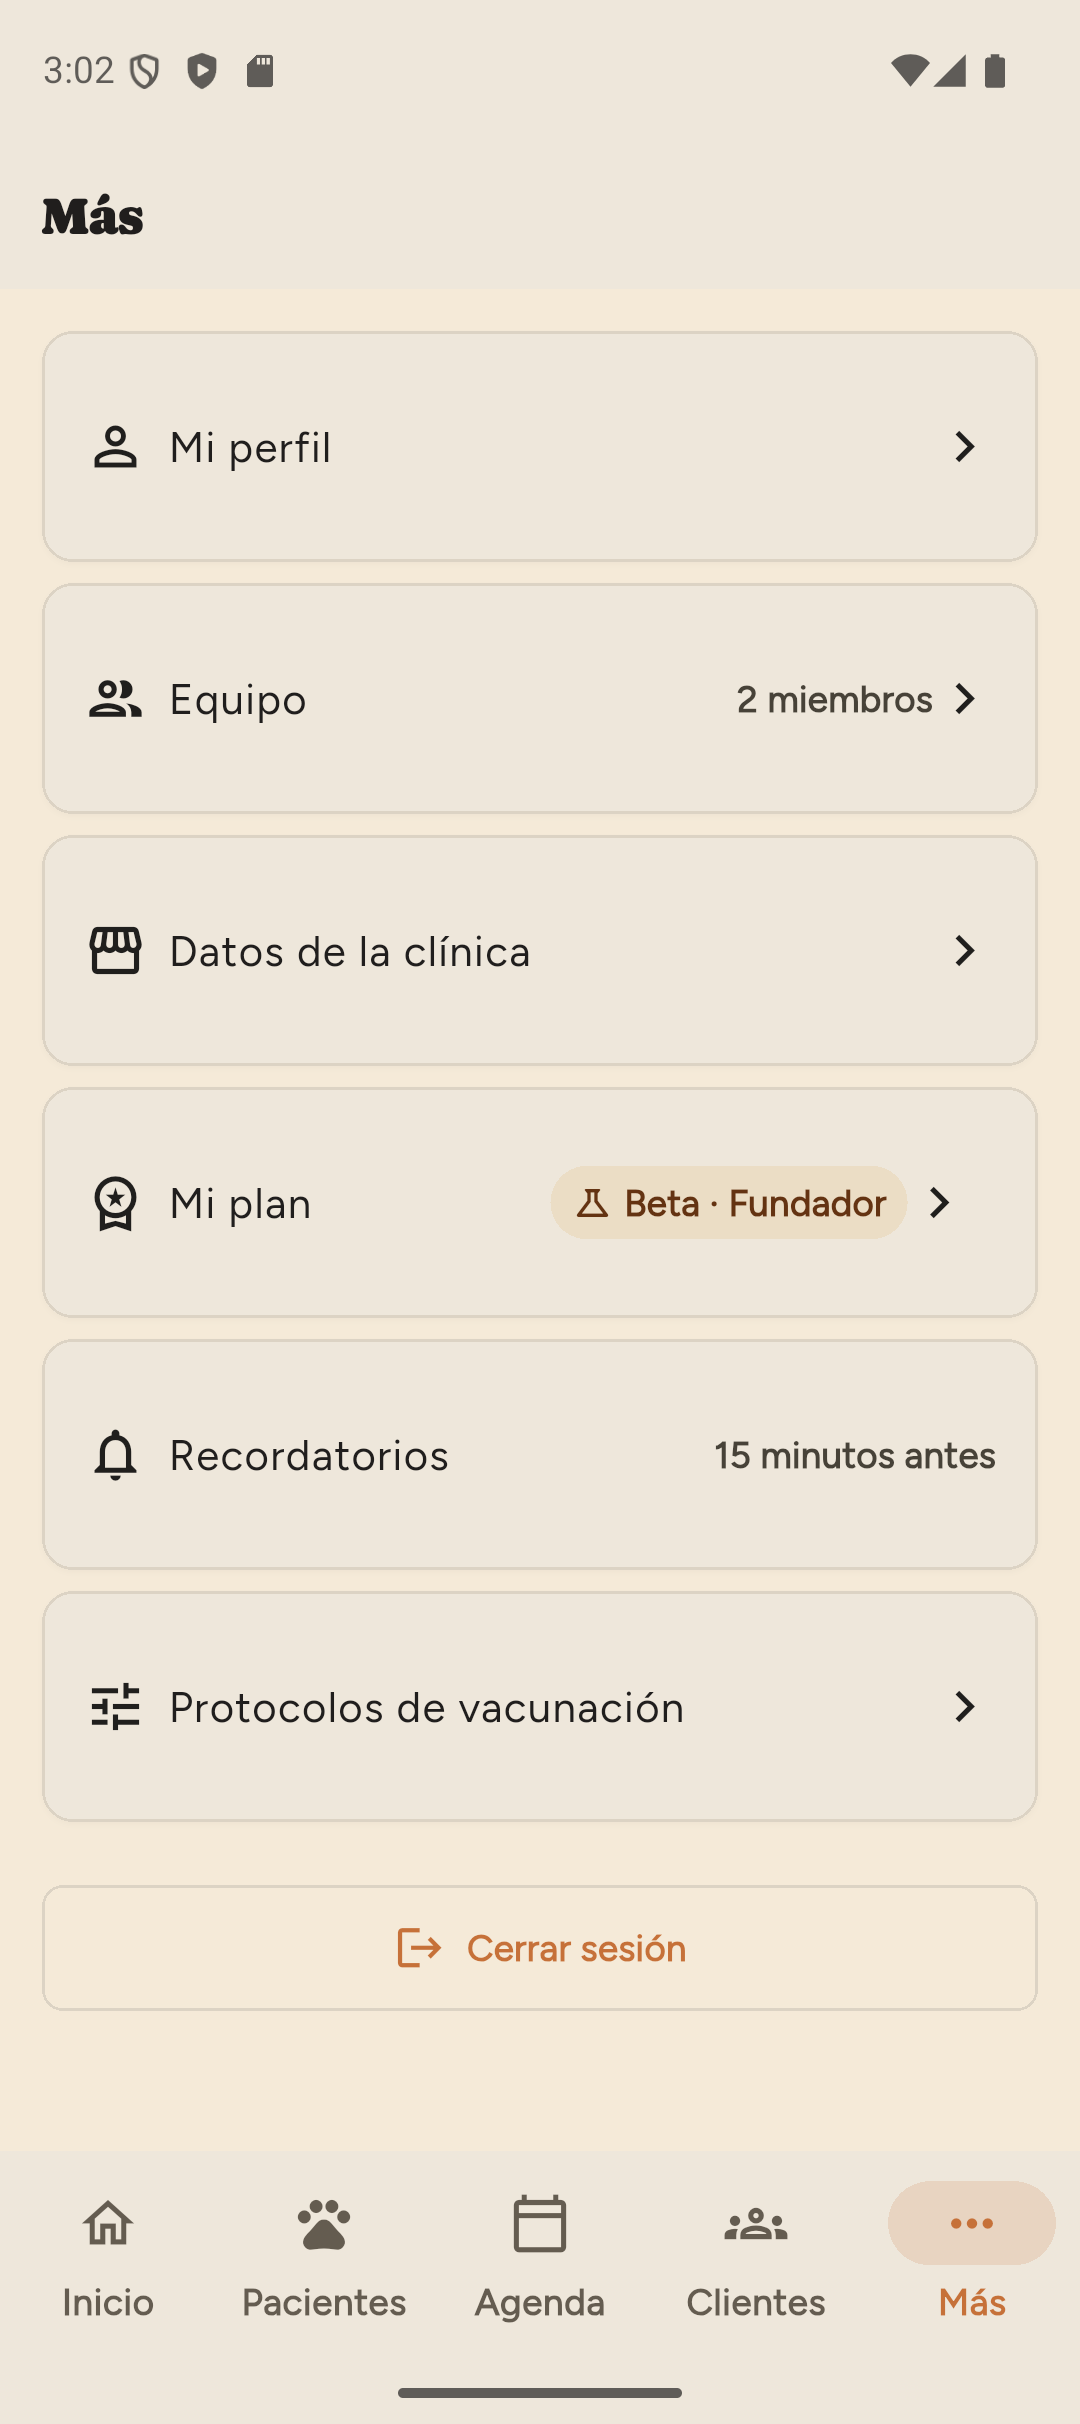 3:02
Más
Mi perfil
Equipo
2 miembros
Datos de la clínica
Mi plan
Beta · Fundador
Recordatorios
15 minutos antes
Protocolos de vacunación
Cerrar sesión
Inicio
Pacientes
Agenda
Clientes
Más